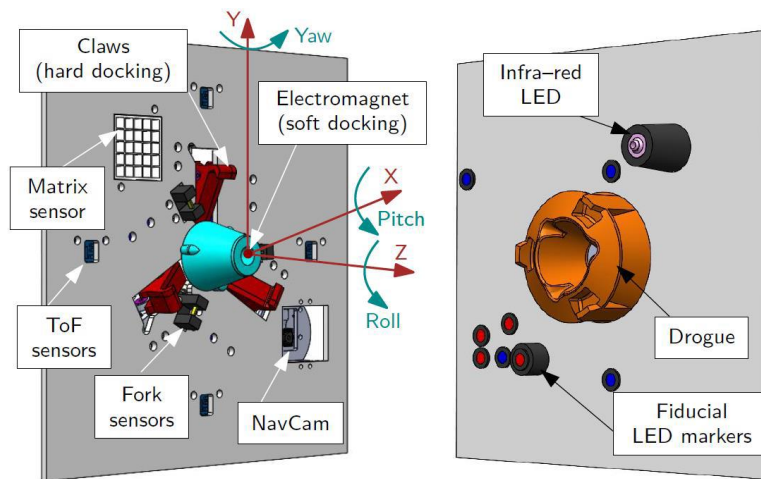 Claws
(hard docking)
Y
Yaw
Electromagnet
(soft docking)
Infra–red
LED
Matrix
sensor
X
Pitch
Z
Roll
ToF
sensors
Fork
sensors
NavCam
Drogue
Fiducial
LED markers